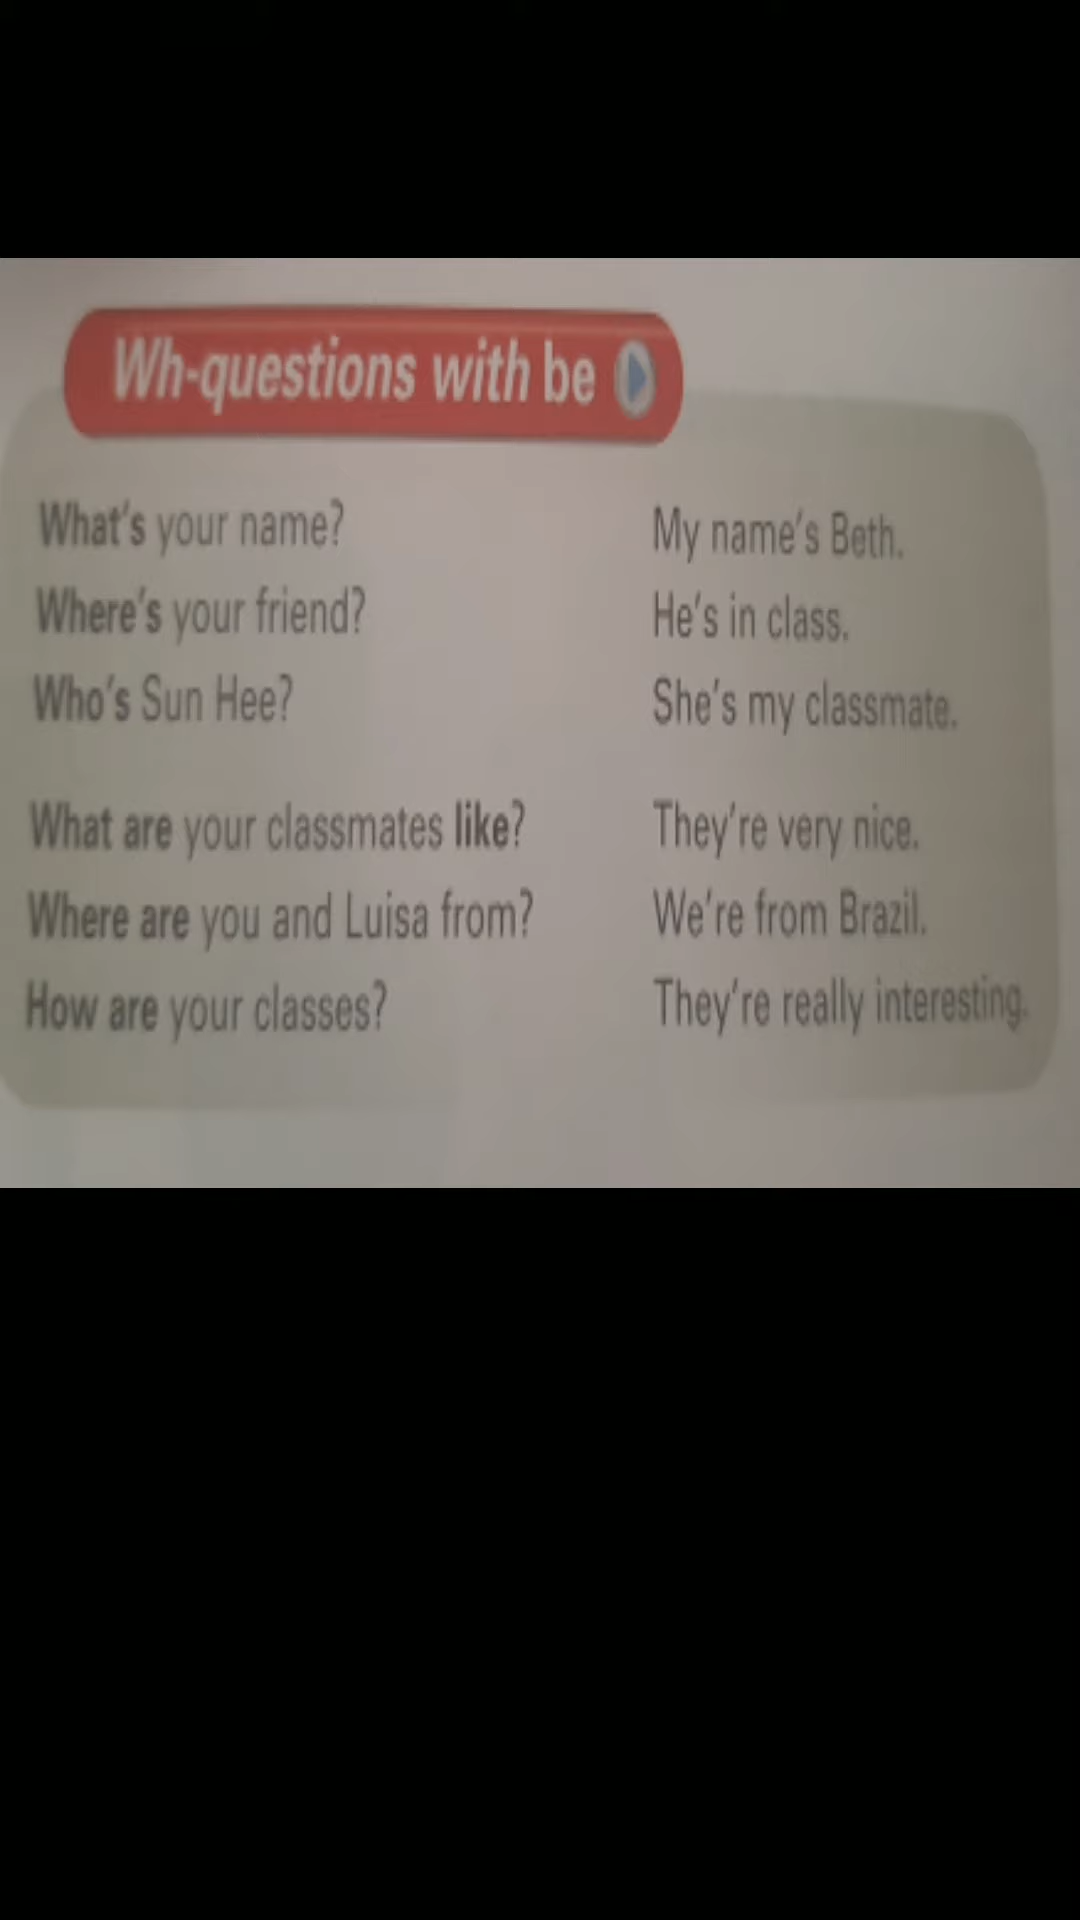 Wh-questions with be
What's your name? My name's Beth.
Where's your friend? He's in class.
Who's Sun Hee? She's my classmate.
What are your classmates like? They're very nice.
Where are you and Luisa from? We're from Brazil.
How are your classes? They're really interesting.